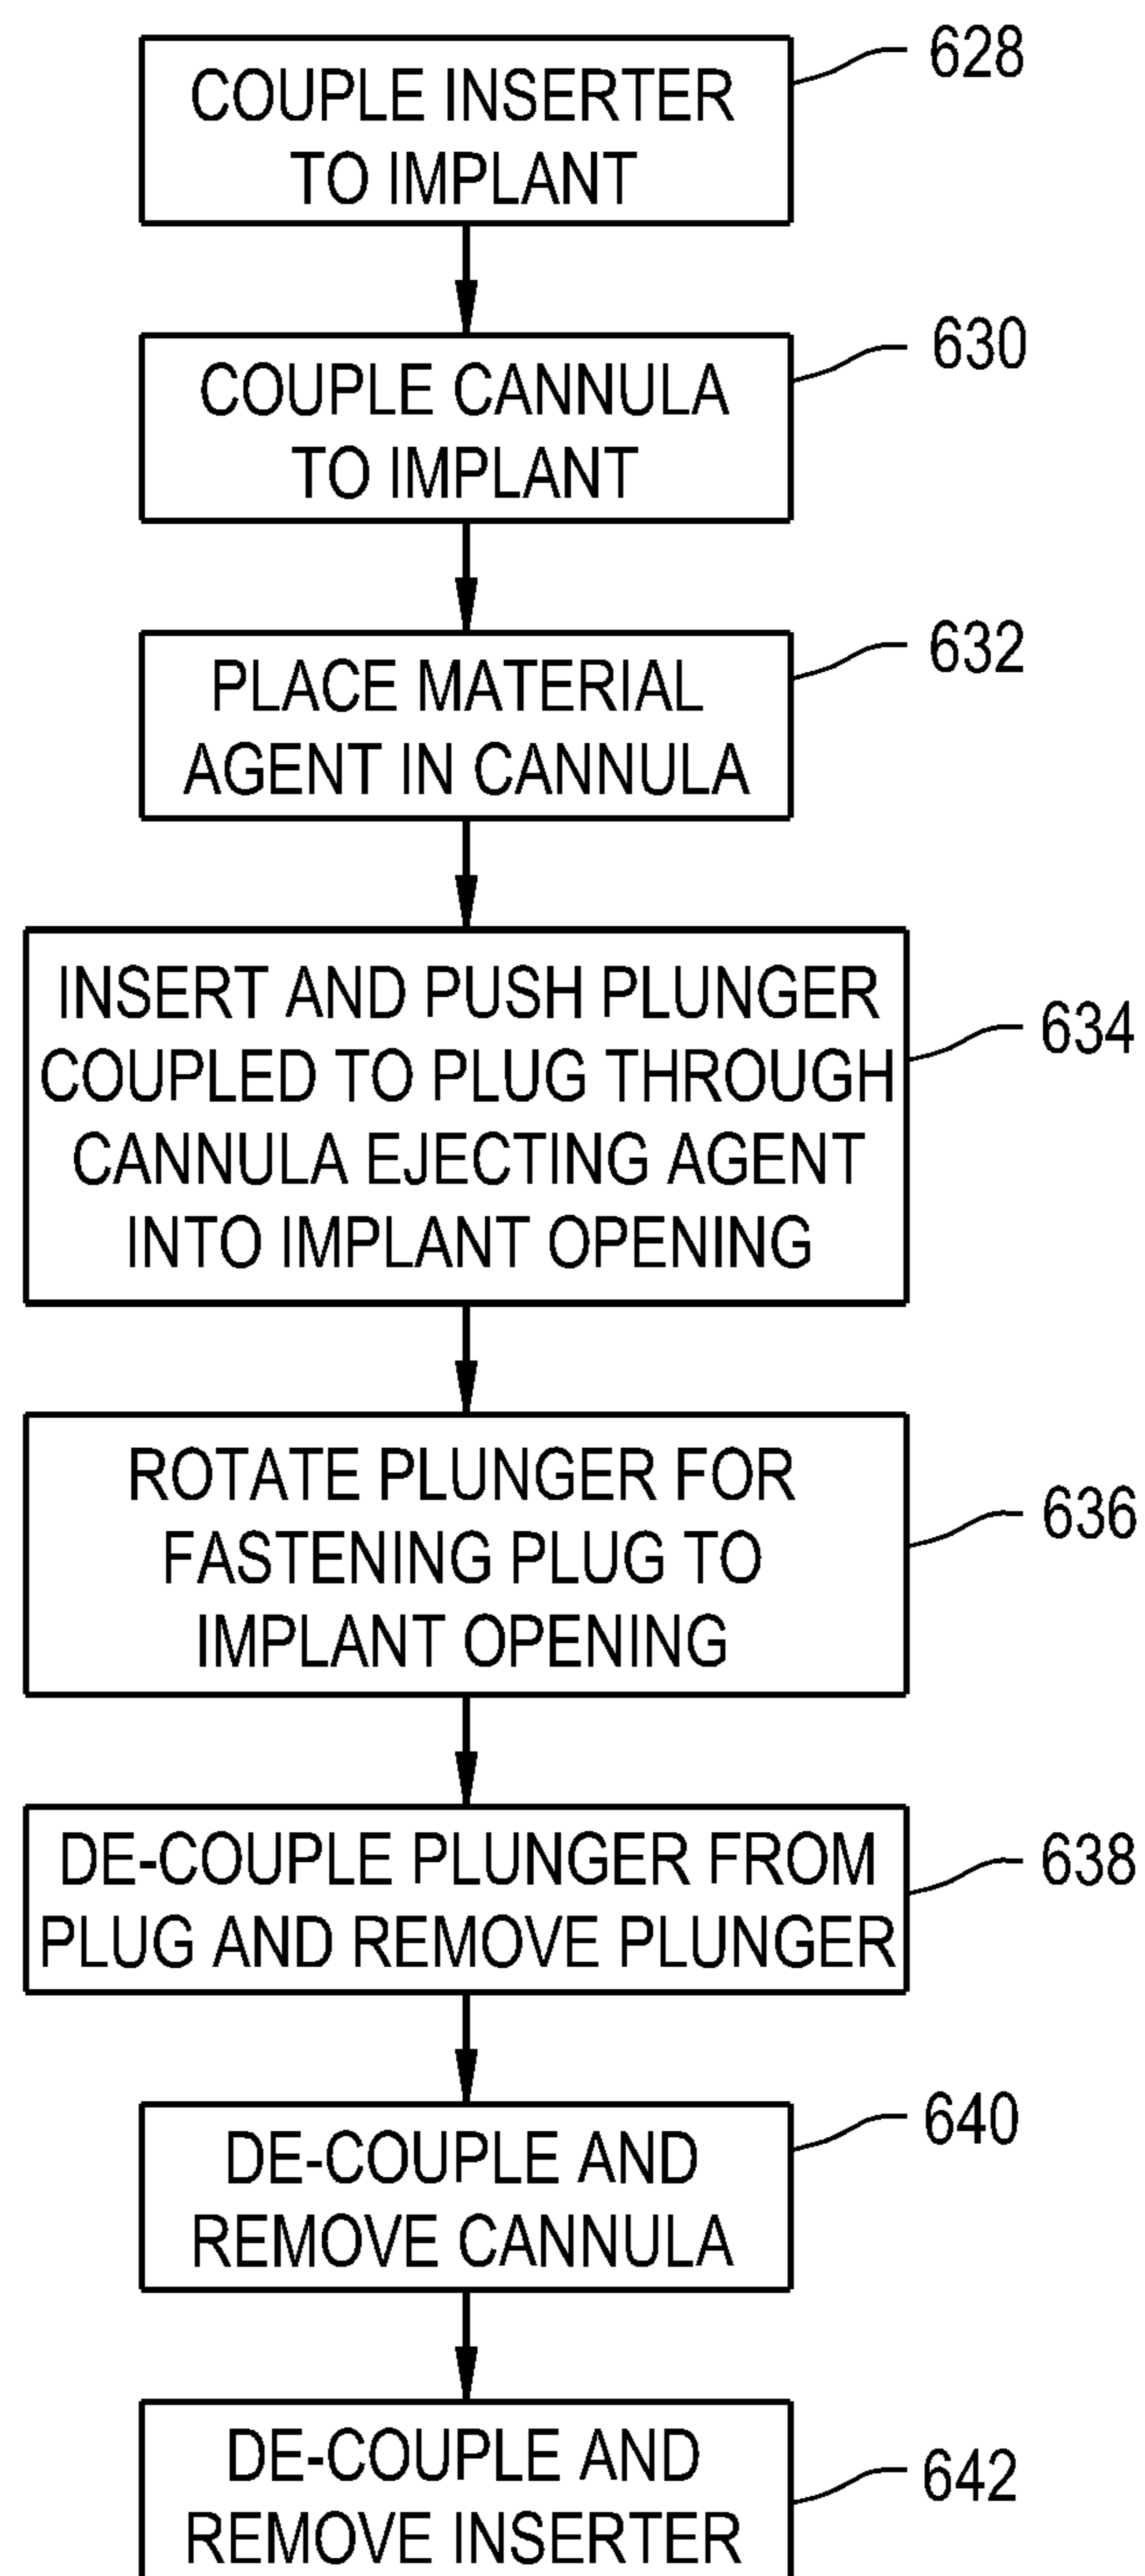 628
COUPLE INSERTER
TO IMPLANT
630
COUPLE CANNULA
TO IMPLANT
632
PLACE MATERIAL
AGENT IN CANNULA
634
INSERT AND PUSH PLUNGER
COUPLED TO PLUG THROUGH
CANNULA EJECTING AGENT
INTO IMPLANT OPENING
636
ROTATE PLUNGER FOR
FASTENING PLUG TO
IMPLANT OPENING
638
DE-COUPLE PLUNGER FROM
PLUG AND REMOVE PLUNGER
640
DE-COUPLE AND
REMOVE CANNULA
642
DE-COUPLE AND
REMOVE INSERTER